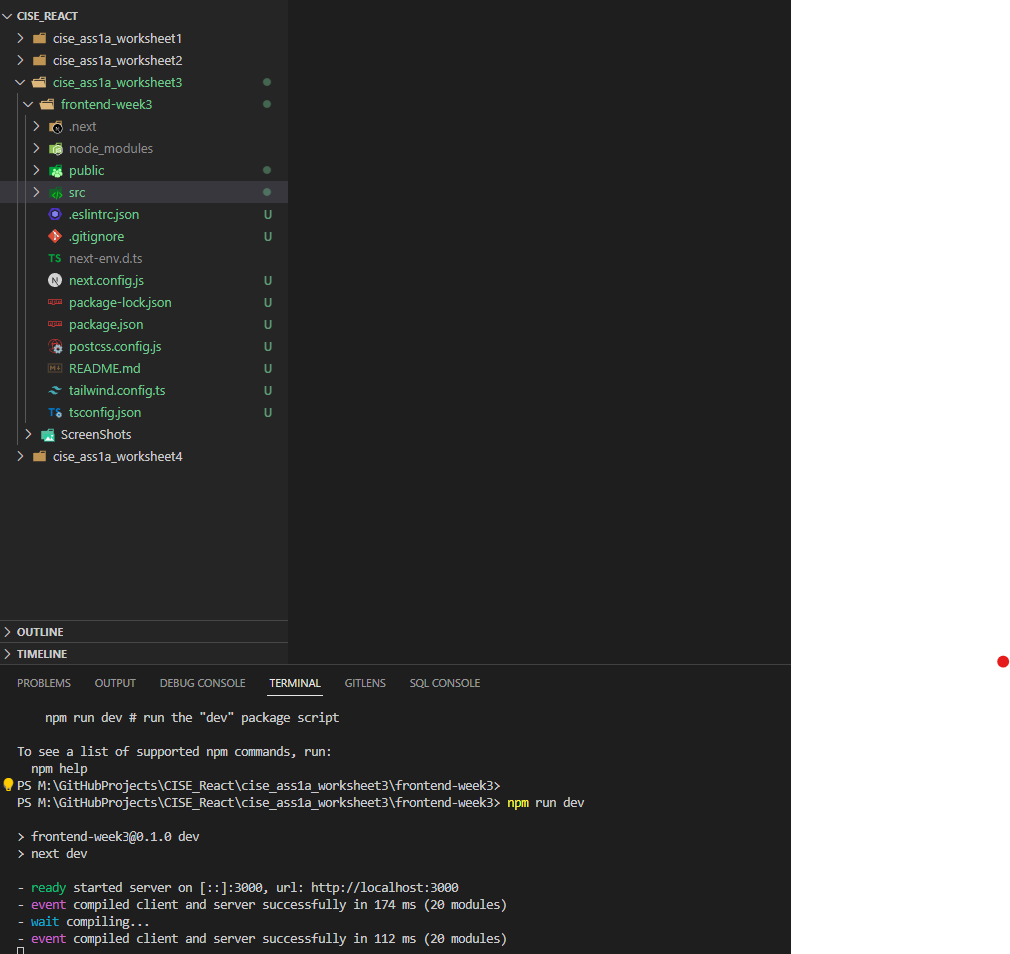 CISE_REACT
cise_ass1a_worksheet1
cise_ass1a_worksheet2
cise_ass1a_worksheet3
frontend-week3
.next
node_modules
public
src
.eslintrc.json U
.gitignore U
TS next-env.d.ts
N next.config.js U
package-lock.json U
package.json U
postcss.config.js U
README.md U
tailwind.config.ts U
TS tsconfig.json U
ScreenShots
cise_ass1a_worksheet4
OUTLINE
TIMELINE
PROBLEMS OUTPUT DEBUG CONSOLE TERMINAL GITLENS SQL CONSOLE
npm run dev # run the "dev" package script
To see a list of supported npm commands, run:
npm help
PS M:\GitHubProjects\CISE_React\cise_ass1a_worksheet3\frontend-week3>
PS M:\GitHubProjects\CISE_React\cise_ass1a_worksheet3\frontend-week3> npm run dev
> frontend-week3@0.1.0 dev
> next dev
- ready started server on [::]:3000, url: http://localhost:3000
- event compiled client and server successfully in 174 ms (20 modules)
- wait compiling...
- event compiled client and server successfully in 112 ms (20 modules)